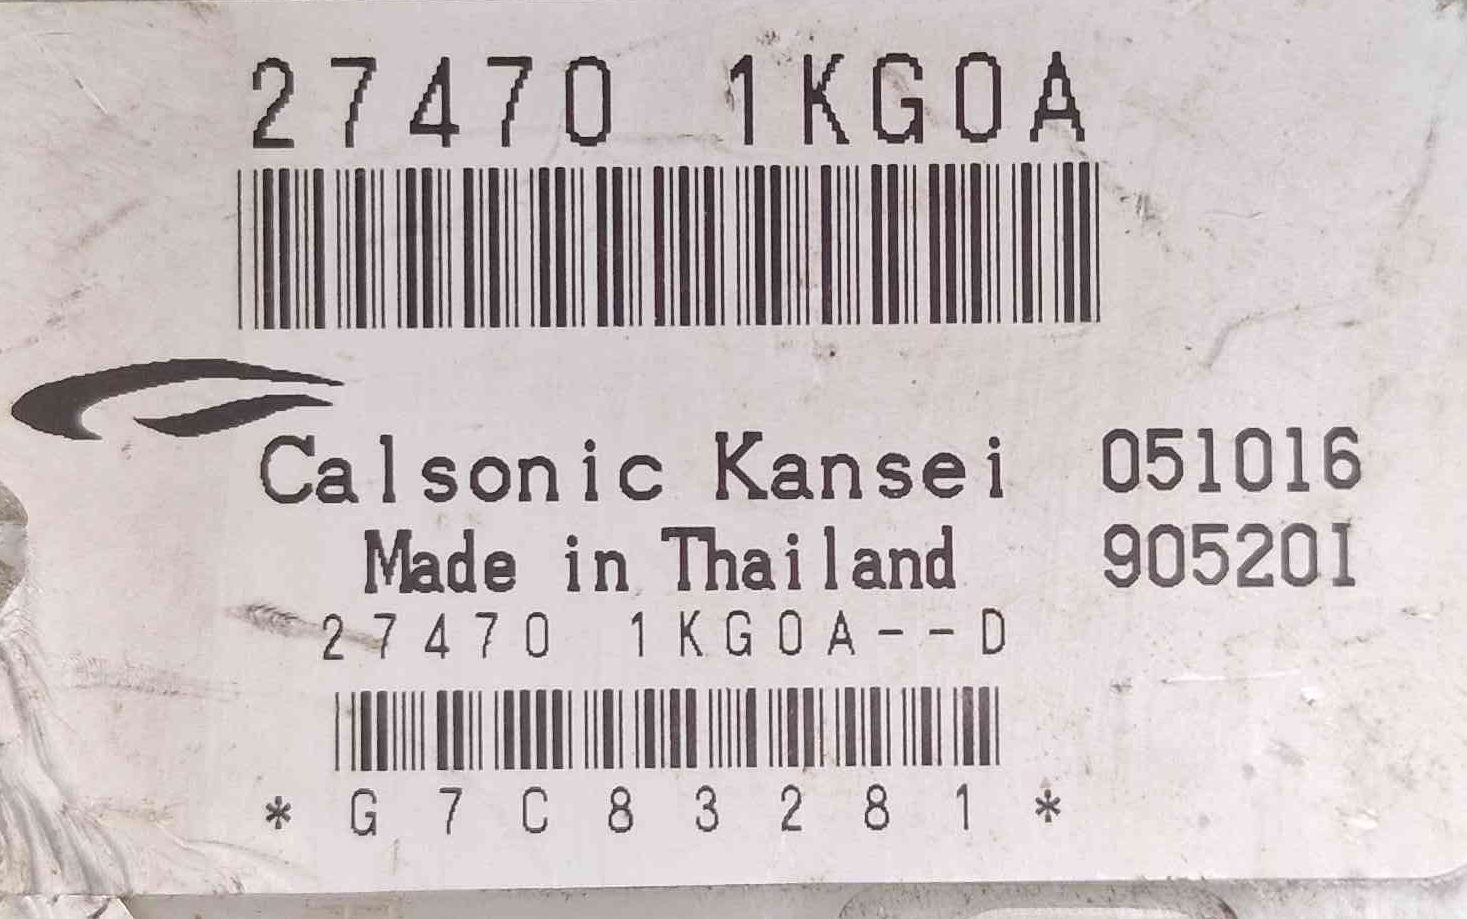 27470 1KG0A
Calsonic Kansei 051016
Made in Thailand 905201
27470 1KG0A--D
*G7C83281*